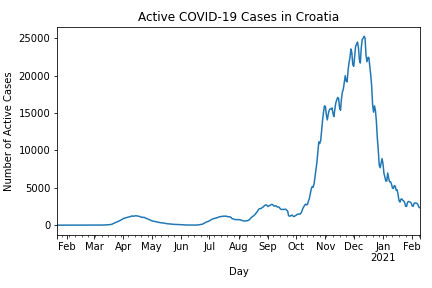 Active COVID-19 Cases in Croatia
Number of Active Cases
25000
20000
15000
10000
5000
0
Feb Mar Apr May Jun Jul Aug Sep Oct Nov Dec Jan Feb
2021
Day